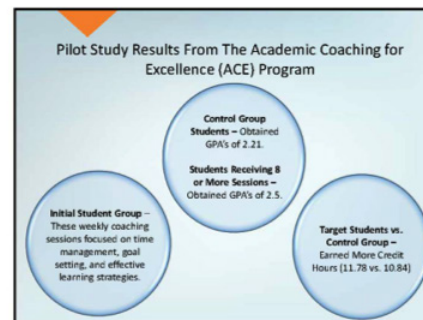 Pilot Study Results From The Academic Coaching for
Excellence (ACE) Program
Control Group
Students – Obtained
GPA's of 2.21.
Students Receiving 8
or More Sessions –
Obtained GPA's of 2.5.
Initial Student Group –
These weekly coaching
sessions focused on time
management, goal
setting, and effective
learning strategies.
Target Students vs.
Control Group –
Earned More Credit
Hours (11.78 vs. 10.84)